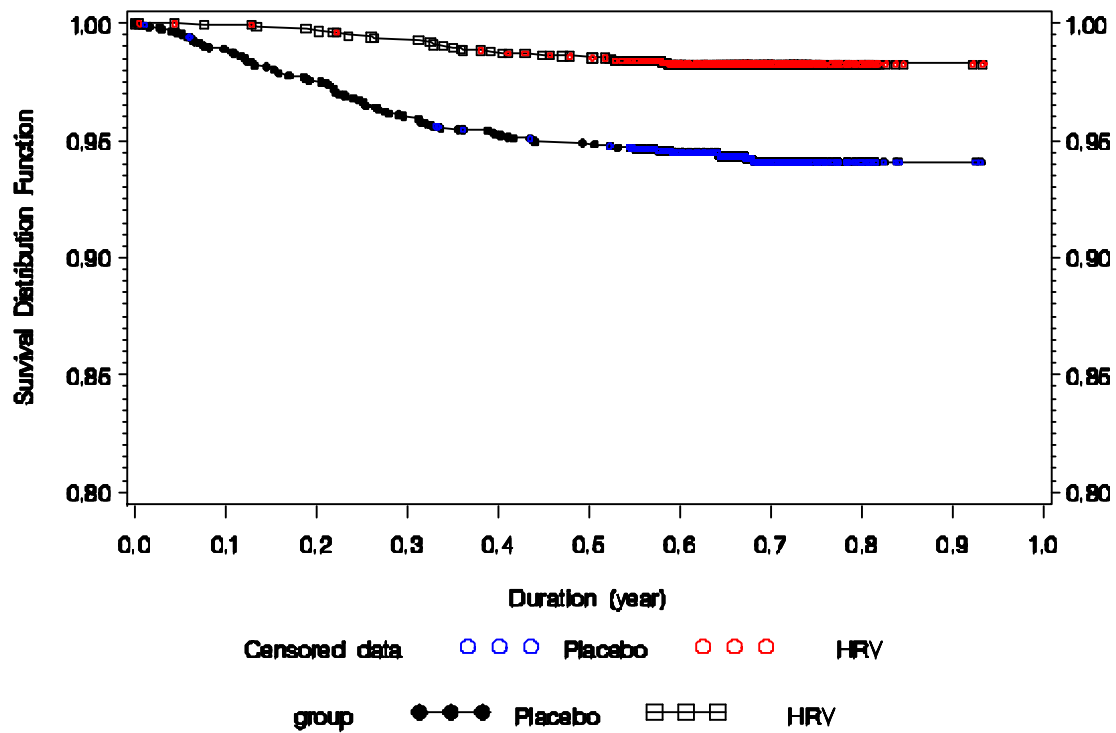 1.00 1.00
0,95 0,95
0,90 0,90
0,85 0,85
0,80 0,80
Survival Distribution Function
0,0 0,1 0,2 0,3 0,4 0,5 0,6 0,7 0,8 0,9 1,0
Duration (year)
Censored data Placebo HRV
group Placebo HRV